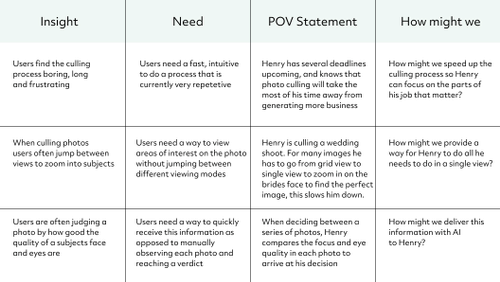 Insight
Need
POV Statement
How might we
Users find the culling
process boring, long
and frustrating
Users need a fast, intuitive
to do a process that is
currently very repetetive
Henry has several deadlines
upcoming, and knows that
photo culling will take the
most of his time away from
generating more business
How might we speed up the
culling process so Henry
can focus on the parts of
his job that matter?
When culling photos
users often jump between
views to zoom into subjects
Users need a way to view
areas of interest on the photo
without jumping between
different viewing modes
Henry is culling a wedding
shoot. For many images he
has to go from grid view to
single view to zoom in on the
brides face to find the perfect
image, this slows him down.
How might we provide a
way for Henry to do all he
needs to do in a single view?
Users are often judging a
photo by how good the
quality of a subjects face
and eyes are
Users need a way to quickly
receive this information as
opposed to manually
observing each photo and
reaching a verdict
When deciding between a
series of photos, Henry
compares the focus and eye
quality in each photo to
arrive at his decision
How might we deliver this
information with AI
to Henry?